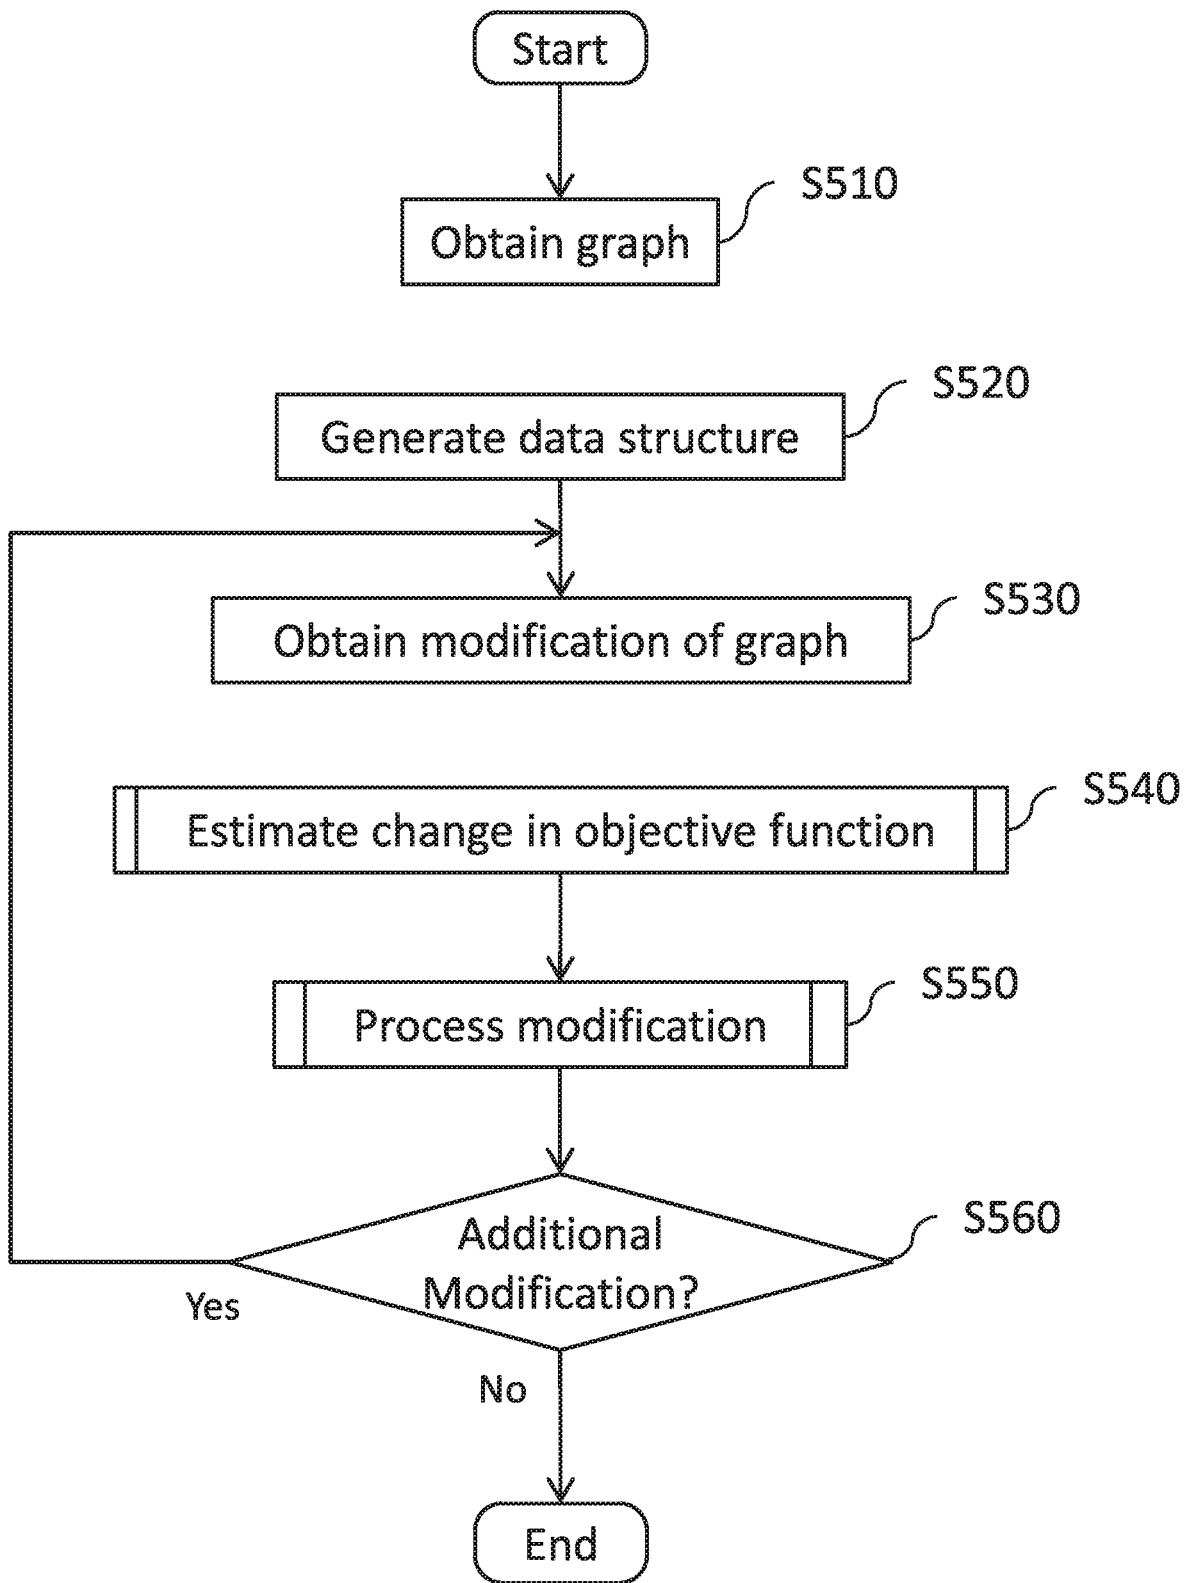 Start
S510
Obtain graph
S520
Generate data structure
S530
Obtain modification of graph
S540
Estimate change in objective function
S550
Process modification
S560
Additional
Modification?
Yes
No
End